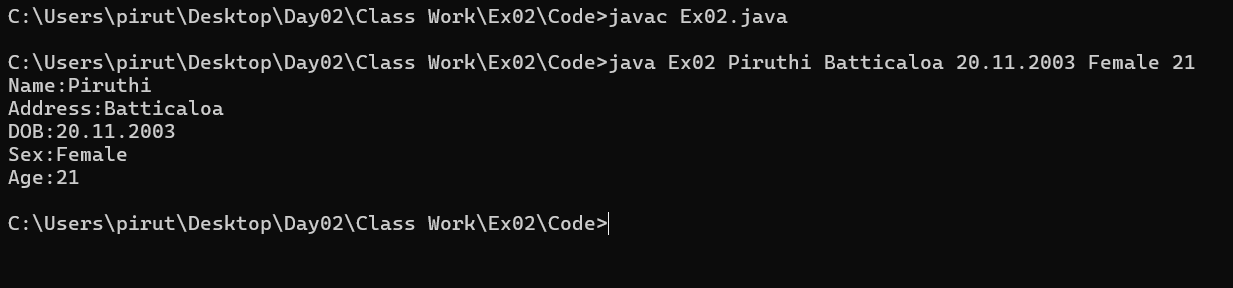 C:\Users\pirut\Desktop\Day02\Class Work\Ex02\Code>javac Ex02.java
C:\Users\pirut\Desktop\Day02\Class Work\Ex02\Code>java Ex02 Piruthi Batticaloa 20.11.2003 Female 21
Name:Piruthi
Address:Batticaloa
DOB:20.11.2003
Sex:Female
Age:21
C:\Users\pirut\Desktop\Day02\Class Work\Ex02\Code>